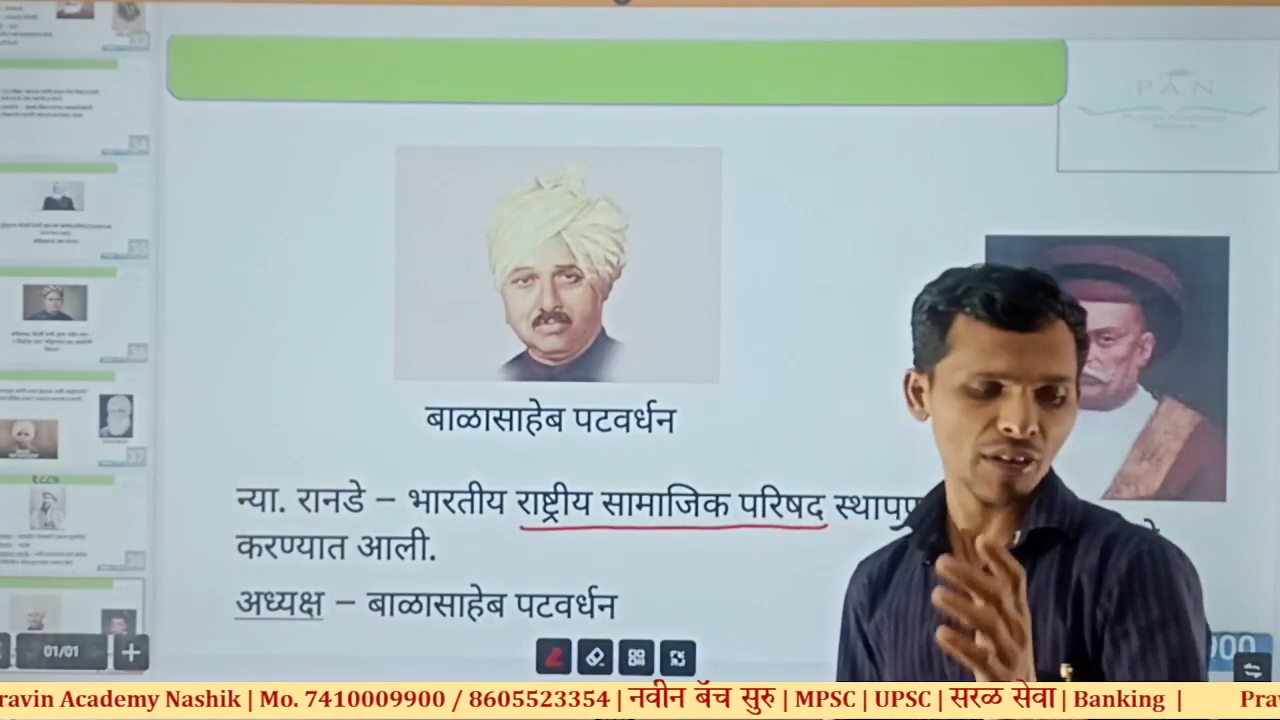 PAN
बाळासाहेब पटवर्धन
न्या. रानडे – भारतीय राष्ट्रीय सामाजिक परिषद
करण्यात आली.
अध्यक्ष – बाळासाहेब पटवर्धन
01/01
ravin Academy Nashik | Mo. 7410009900 / 8605523354 | नवीन बॅच सुरु | MPSC | UPSC | सरळ सेवा | Banking | Pra